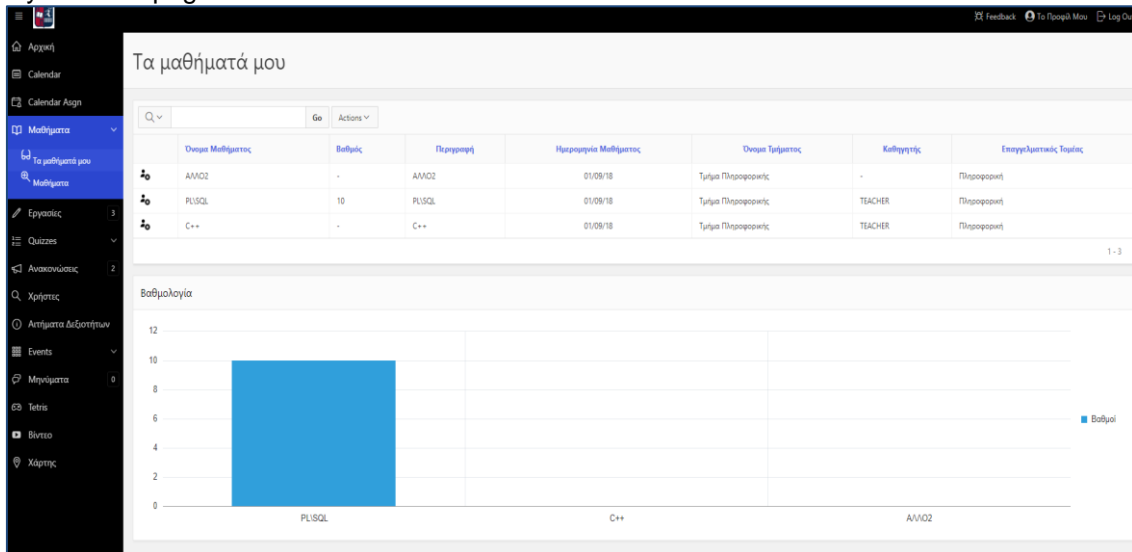 Feedback Το Προφίλ Μου Log Ou
Αρχική
Calendar
Calendar Asgn
Μαθήματα
Τα μαθήματά μου
Μαθήματα
Εργασίες 3
Quizzes
Ανακονώσεις 2
Χρήστες
Αιτήματα Δεξιοτήτων
Events
Μηνύματα 0
Tetris
Βίντεο
Χάρτης
Τα μαθήματά μου
Go Actions
Όνομα Μαθήματος Βαθμός Περιγραφή Ημερομηνία Μαθήματος Όνομα Τμήματος Καθηγητής Επαγγελματικός Τομέας
ΑΛΛΟ2 - ΑΛΛΟ2 01/09/18 Τμήμα Πληροφορικής - Πληροφορική
PL\SQL 10 PL\SQL 01/09/18 Τμήμα Πληροφορικής TEACHER Πληροφορική
C++ - C++ 01/09/18 Τμήμα Πληροφορικής TEACHER Πληροφορική
1 - 3
Βαθμολογία
12
10
8
6
4
2
0
PL\SQL C++ ΑΛΛΟ2
Βαθμοί